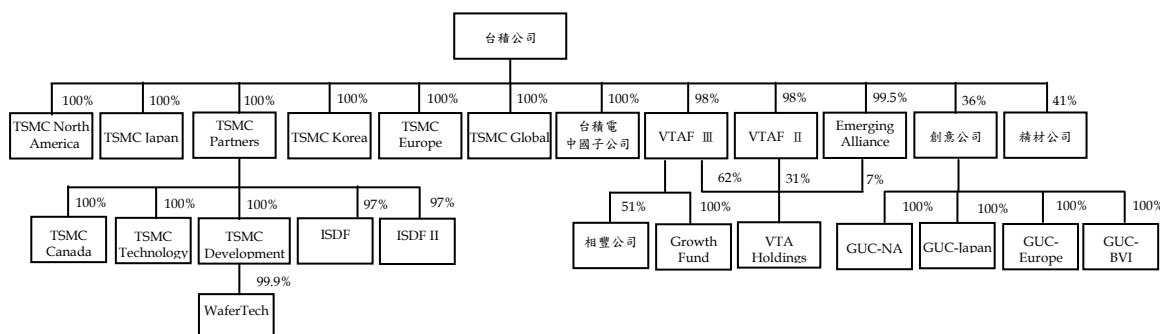 台積公司
100% 100% 100% 100% 100% 100% 100% 98% 98% 99.5% 36% 41%
TSMC North America
TSMC Japan
TSMC Partners
TSMC Korea
TSMC Europe
TSMC Global
台積電
中國子公司
VTAF III
VTAF II
Emerging Alliance
創意公司
精材公司
100% 100% 100% 97% 97% 51% 100% 62% 31% 7% 100% 100% 100% 100%
TSMC Canada
TSMC Technology
TSMC Development
ISDF
ISDF II
相豐公司
Growth Fund
VTA Holdings
GUC-NA
GUC-Japan
GUC-Europe
GUC-BVI
99.9%
WaferTech